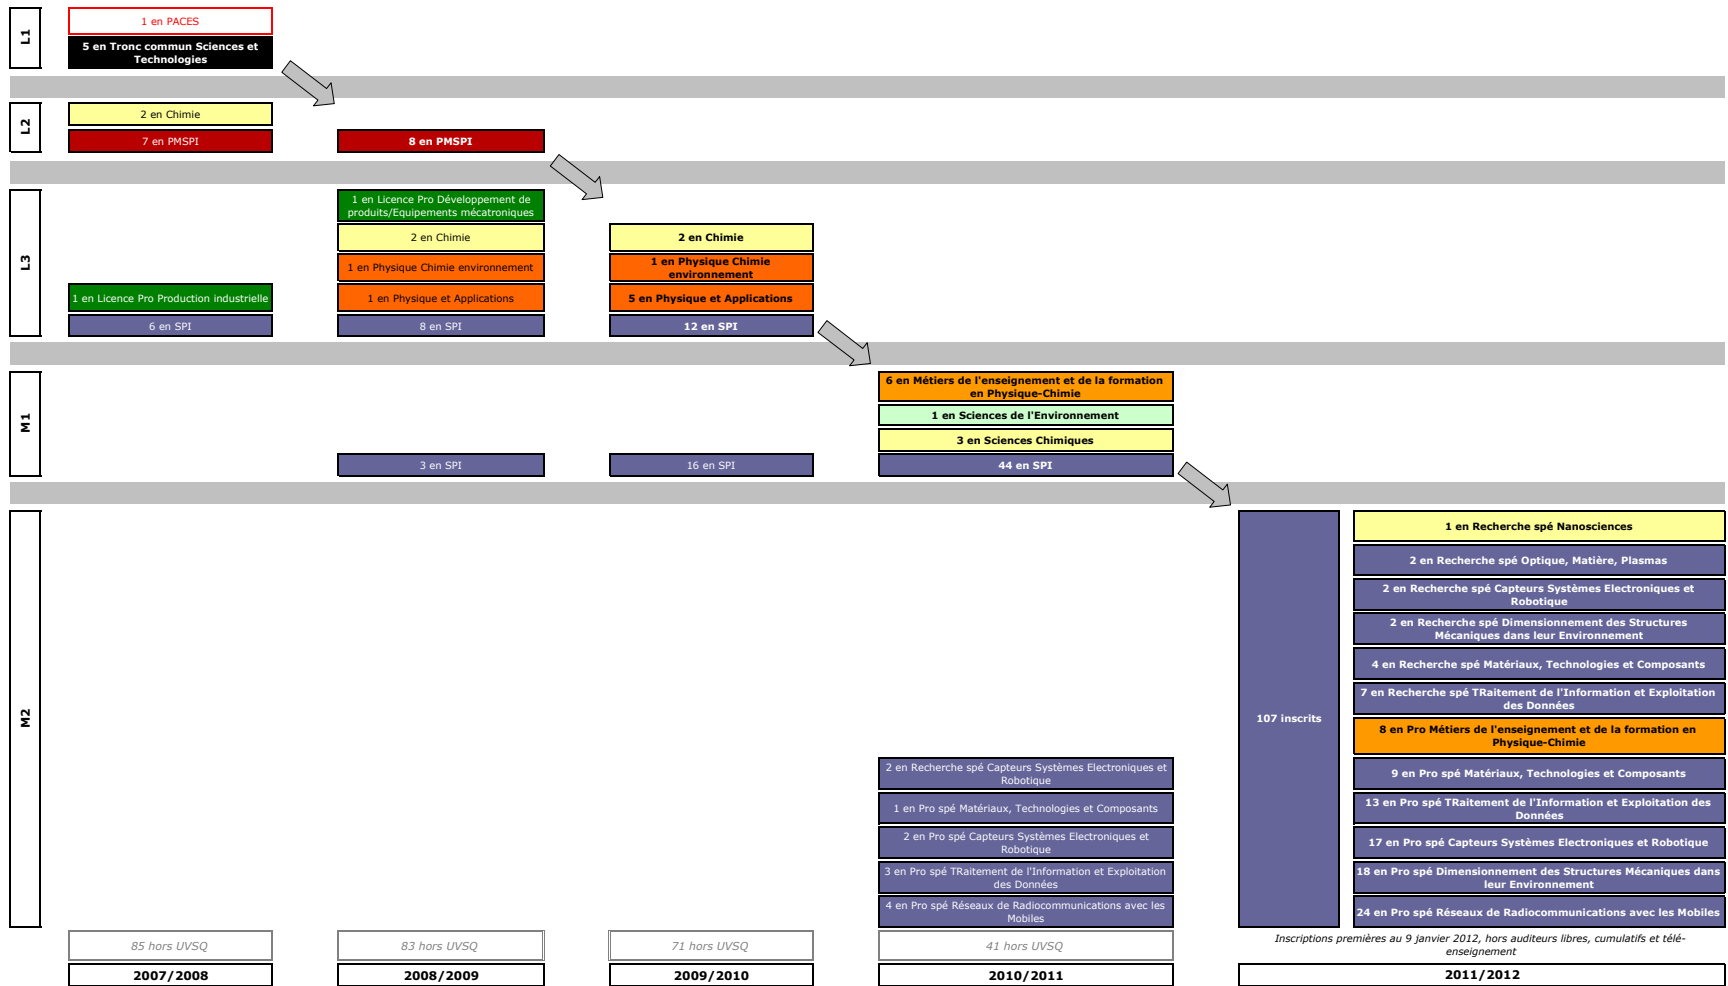 L1
1 en PACES
5 en Tronc commun Sciences et
Technologies
L2
2 en Chimie
7 en PMSPI
8 en PMSPI
L3
1 en Licence Pro Production industrielle
6 en SPI
1 en Licence Pro Développement de
produits/Equipements mécatroniques
2 en Chimie
1 en Physique Chimie environnement
1 en Physique et Applications
8 en SPI
2 en Chimie
1 en Physique Chimie
environnement
5 en Physique et Applications
12 en SPI
M1
3 en SPI
16 en SPI
6 en Métiers de l'enseignement et de la formation
en Physique-Chimie
1 en Sciences de l'Environnement
3 en Sciences Chimiques
44 en SPI
M2
2 en Recherche spé Capteurs Systèmes Electroniques et
Robotique
1 en Pro spé Matériaux, Technologies et Composants
2 en Pro spé Capteurs Systèmes Electroniques et
Robotique
3 en Pro spé TRaitement de l'Information et Exploitation
des Données
4 en Pro spé Réseaux de Radiocommunications avec les
Mobiles
107 inscrits
1 en Recherche spé Nanosciences
2 en Recherche spé Optique, Matière, Plasmas
2 en Recherche spé Capteurs Systèmes Electroniques et
Robotique
2 en Recherche spé Dimensionnement des Structures
Mécaniques dans leur Environnement
4 en Recherche spé Matériaux, Technologies et Composants
7 en Recherche spé TRaitement de l'Information et Exploitation
des Données
8 en Pro Métiers de l'enseignement et de la formation en
Physique-Chimie
9 en Pro spé Matériaux, Technologies et Composants
13 en Pro spé TRaitement de l'Information et Exploitation des
Données
17 en Pro spé Capteurs Systèmes Electroniques et Robotique
18 en Pro spé Dimensionnement des Structures Mécaniques dans
leur Environnement
24 en Pro spé Réseaux de Radiocommunications avec les Mobiles
85 hors UVSQ
83 hors UVSQ
71 hors UVSQ
41 hors UVSQ
Inscriptions premières au 9 janvier 2012, hors auditeurs libres, cumulatifs et télé-
enseignement
2007/2008
2008/2009
2009/2010
2010/2011
2011/2012